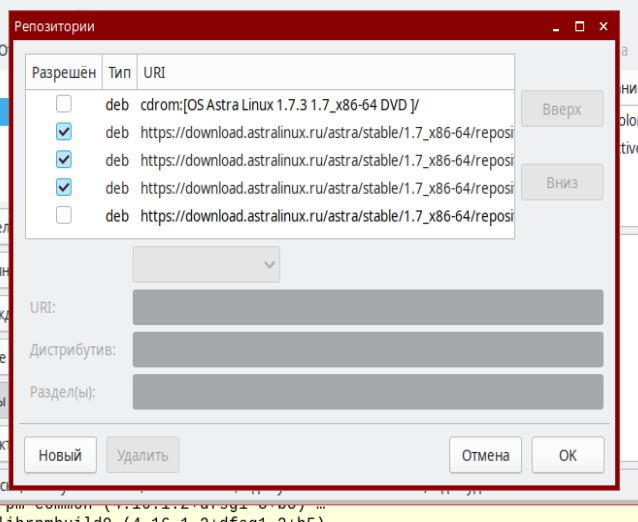 Репозитории
Разрешён Тип URI
deb cdrom:[OS Astra Linux 1.7.3 1.7_x86-64 DVD ]/
deb https://download.astralinux.ru/astra/stable/1.7_x86-64/reposi
deb https://download.astralinux.ru/astra/stable/1.7_x86-64/reposi
deb https://download.astralinux.ru/astra/stable/1.7_x86-64/reposi
deb https://download.astralinux.ru/astra/stable/1.7_x86-64/reposi
Вверх
Вниз
URI:
Дистрибутив:
Раздел(ы):
Новый Удалить Отмена OK